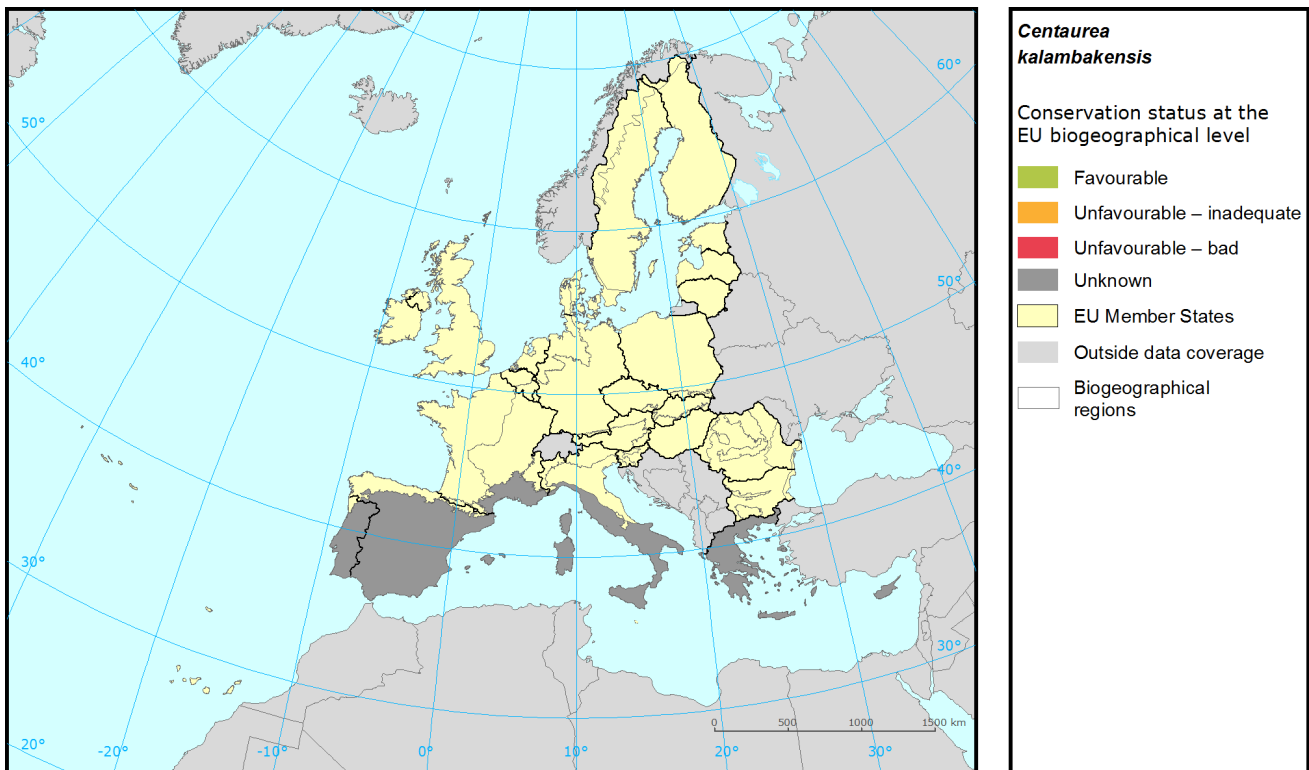 60°
50°
50°
40°
40°
30°
30°
20°
-20°
-10°
0°
10°
20°
30°
0 500 1000 1500 km
Centaurea
kalambakensis
Conservation status at the
EU biogeographical level
Favourable
Unfavourable – inadequate
Unfavourable – bad
Unknown
EU Member States
Outside data coverage
Biogeographical
regions